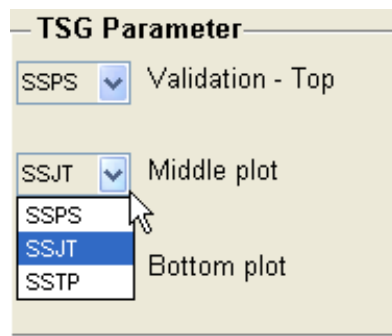 TSG Parameter
SSPS Validation - Top
SSJT Middle plot
SSPS
SSJT
SSTP
Bottom plot